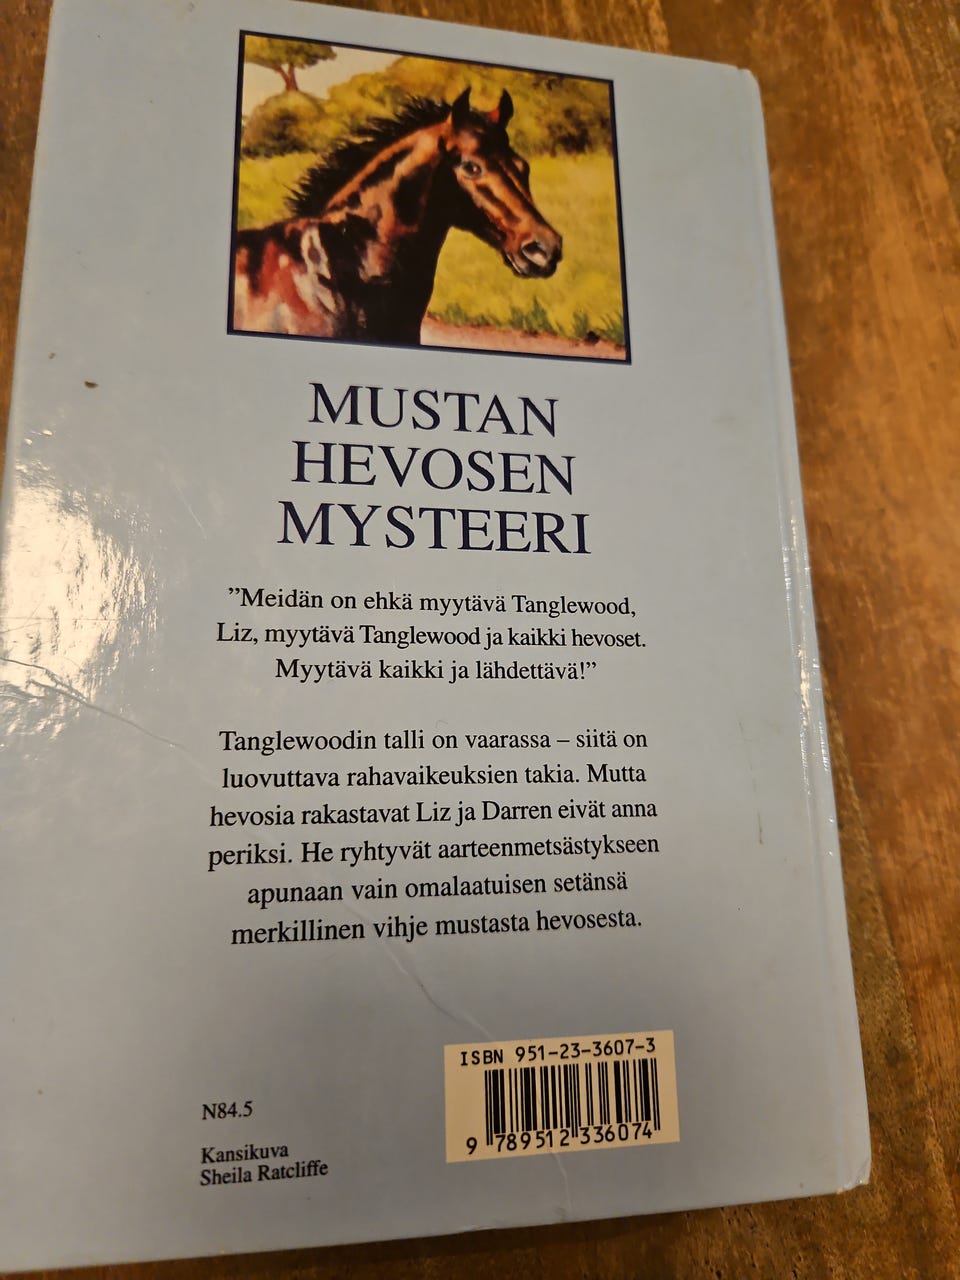 MUSTAN
HEVOSEN
MYSTEERI
”Meidän on ehkä myytävä Tanglewood,
Liz, myytävä Tanglewood ja kaikki hevoset.
Myytävä kaikki ja lähdettävä!”
Tanglewoodin talli on vaarassa – siitä on
luovuttava rahavaikeuksien takia. Mutta
hevosia rakastavat Liz ja Darren eivät anna
periksi. He ryhtyvät aarteenmetsästykseen
apunaan vain omalaatuisen setänsä
merkillinen vihje mustasta hevosesta.
ISBN 951-23-3607-3
9 789512 336074
N84.5
Kansikuva
Sheila Ratcliffe